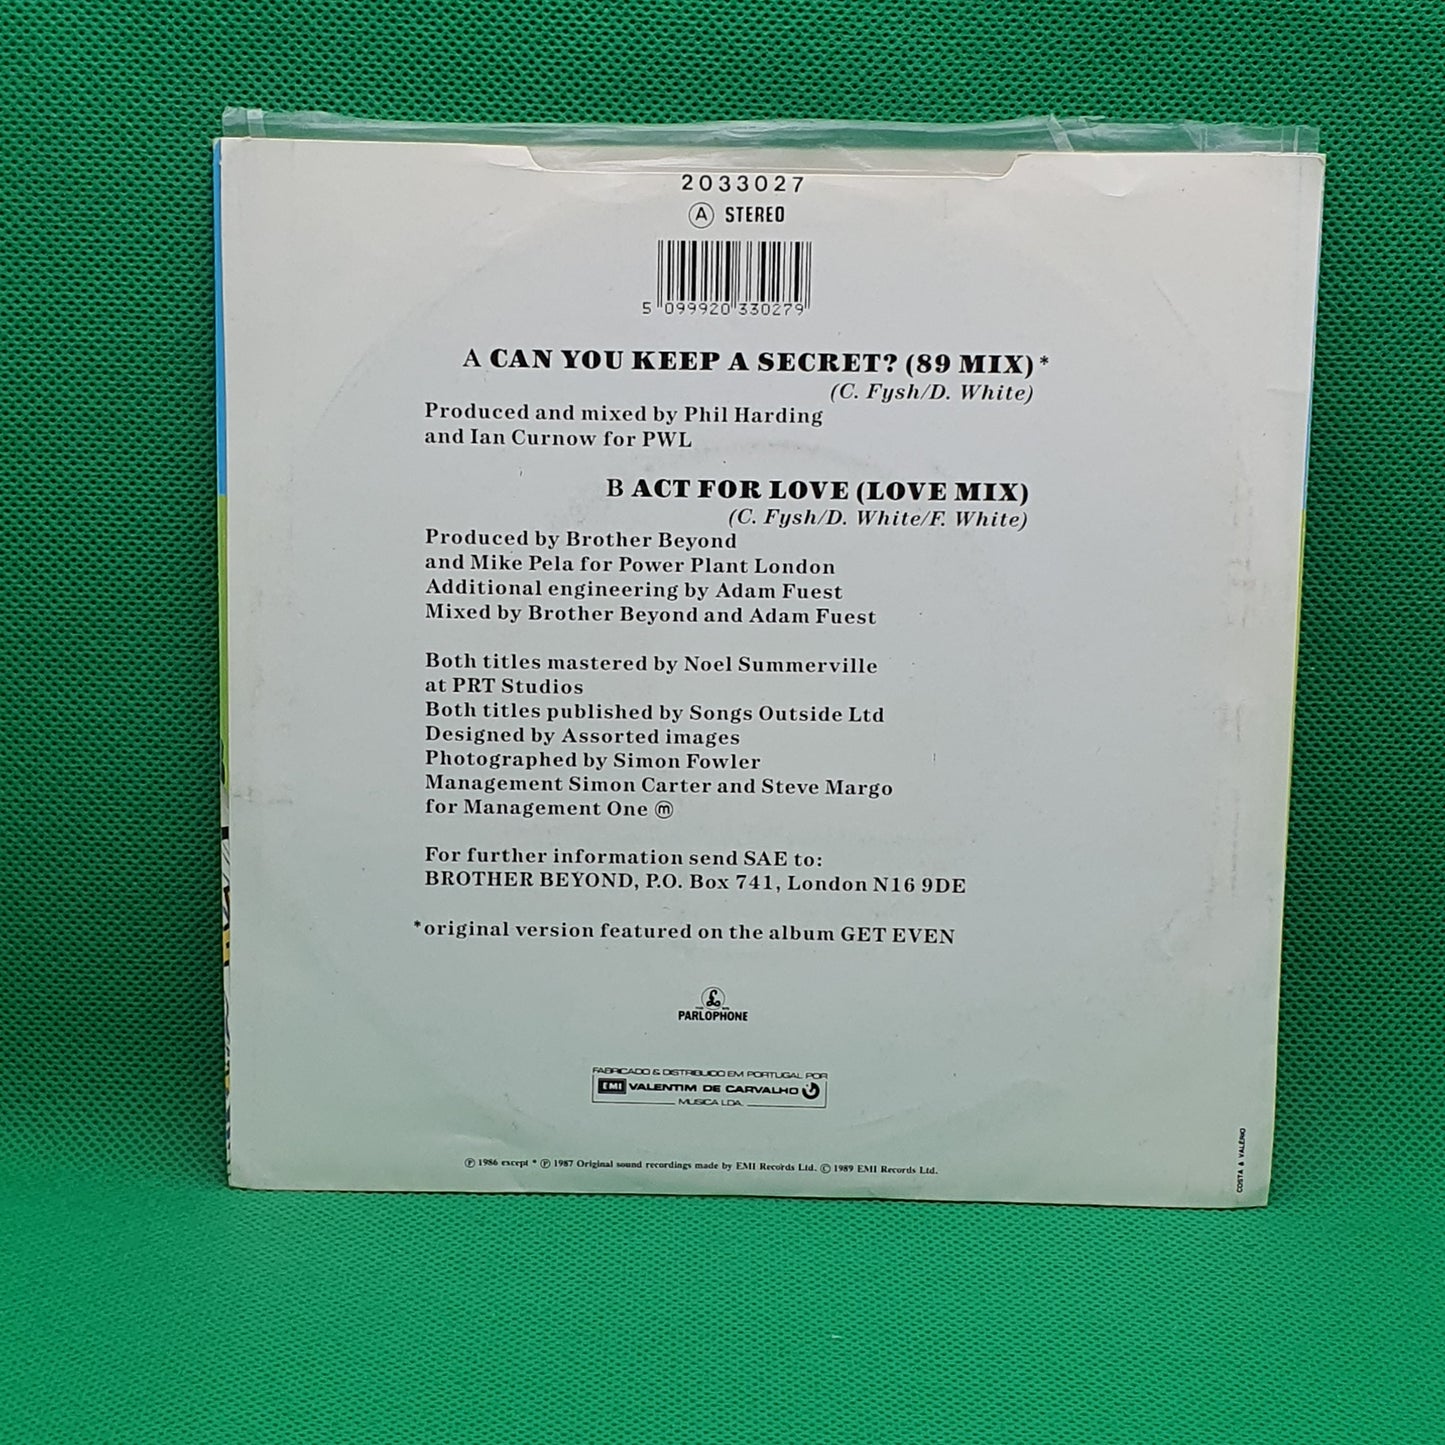 2033027
A STEREO
5 099920 330279
A CAN YOU KEEP A SECRET? (89 MIX)*
(C. Fysh/D. White)
Produced and mixed by Phil Harding
and Ian Curnow for PWL
B ACT FOR LOVE (LOVE MIX)
(C. Fysh/D. White/F. White)
Produced by Brother Beyond
and Mike Pela for Power Plant London
Additional engineering by Adam Fuest
Mixed by Brother Beyond and Adam Fuest
Both titles mastered by Noel Summerville
at PRT Studios
Both titles published by Songs Outside Ltd
Designed by Assorted images
Photographed by Simon Fowler
Management Simon Carter and Steve Margo
for Management One ⓜ
For further information send SAE to:
BROTHER BEYOND, P.O. Box 741, London N16 9DE
*original version featured on the album GET EVEN
£
PARLOPHONE
FABRICADO & DISTRIBUIDO EM PORTUGAL POR
EMI VALENTIM DE CARVALHO
MUSICA LDA.
℗ 1986 except * ℗ 1987 Original sound recordings made by EMI Records Ltd. © 1989 EMI Records Ltd.
COSTA & VALÉRIO